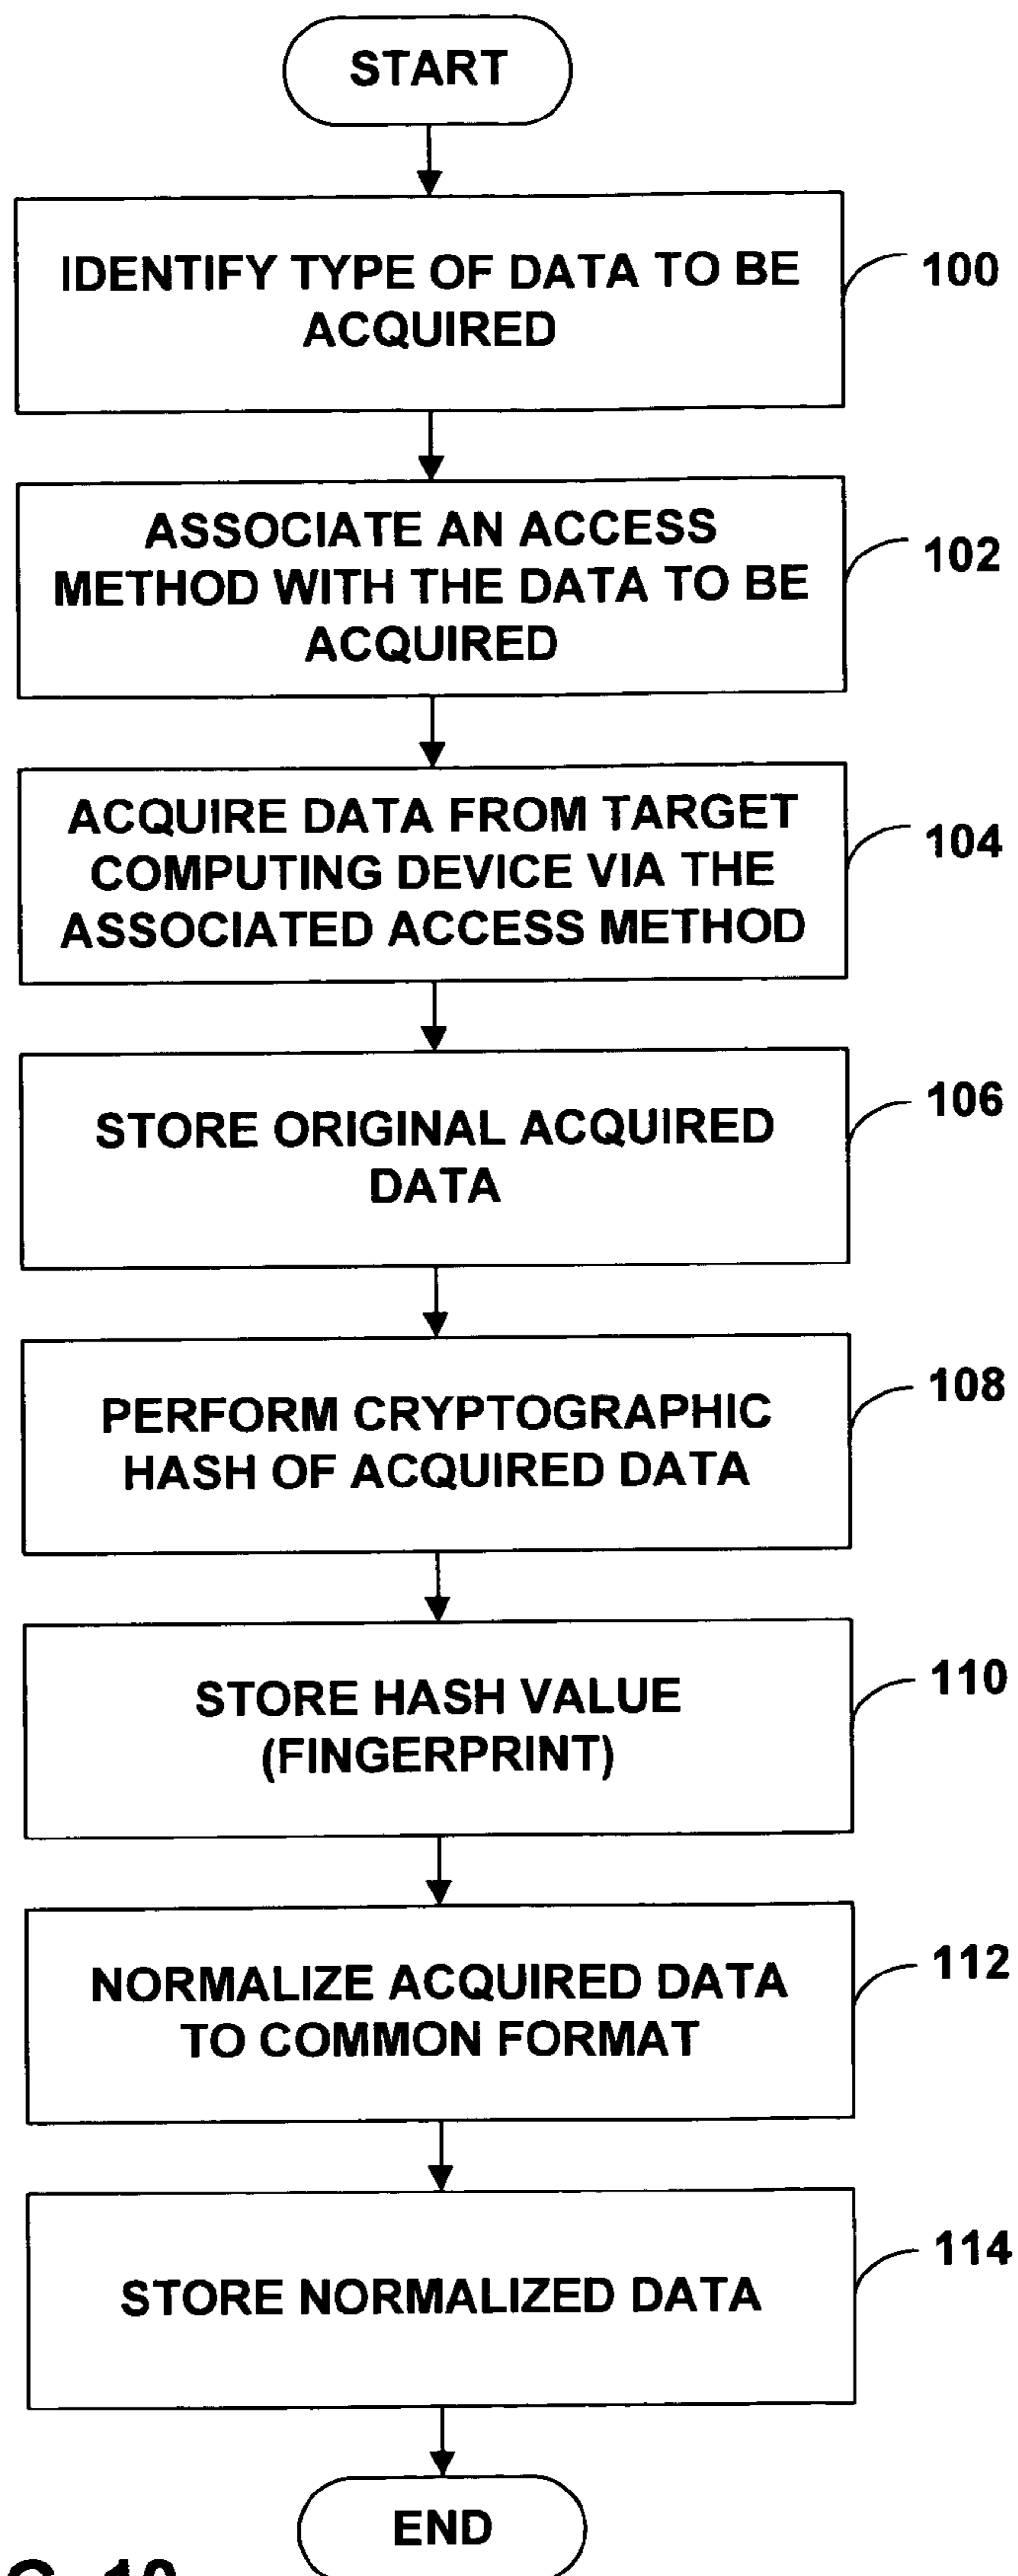 START
IDENTIFY TYPE OF DATA TO BE
ACQUIRED
100
ASSOCIATE AN ACCESS
METHOD WITH THE DATA TO BE
ACQUIRED
102
ACQUIRE DATA FROM TARGET
COMPUTING DEVICE VIA THE
ASSOCIATED ACCESS METHOD
104
STORE ORIGINAL ACQUIRED
DATA
106
PERFORM CRYPTOGRAPHIC
HASH OF ACQUIRED DATA
108
STORE HASH VALUE
(FINGERPRINT)
110
NORMALIZE ACQUIRED DATA
TO COMMON FORMAT
112
STORE NORMALIZED DATA
114
END